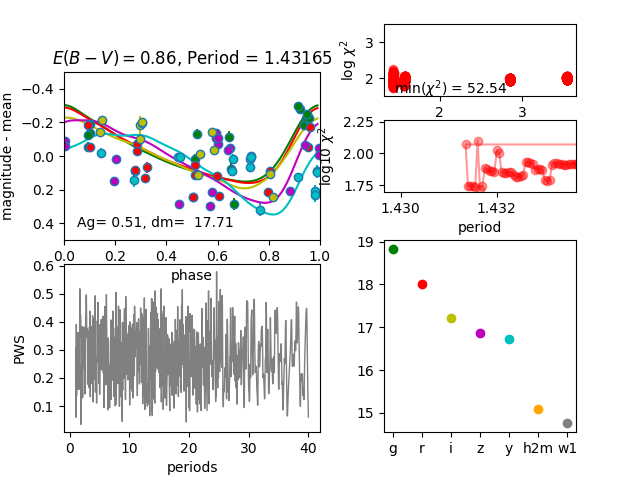 E(B − V) = 0.86, Period = 1.43165
magnitude - mean
−0.4
−0.2
0.0
0.2
0.4
Ag= 0.51, dm=  17.71
0.0 0.2 0.4 0.6 0.8 1.0
phase
PWS
0.6
0.5
0.4
0.3
0.2
0.1
0 10 20 30 40
periods
log χ²
3
2
min(χ²) = 52.54
2 3
log10 χ²
2.25
2.00
1.75
1.430 1.432
period
19
18
17
16
15
g r i z y h2m w1